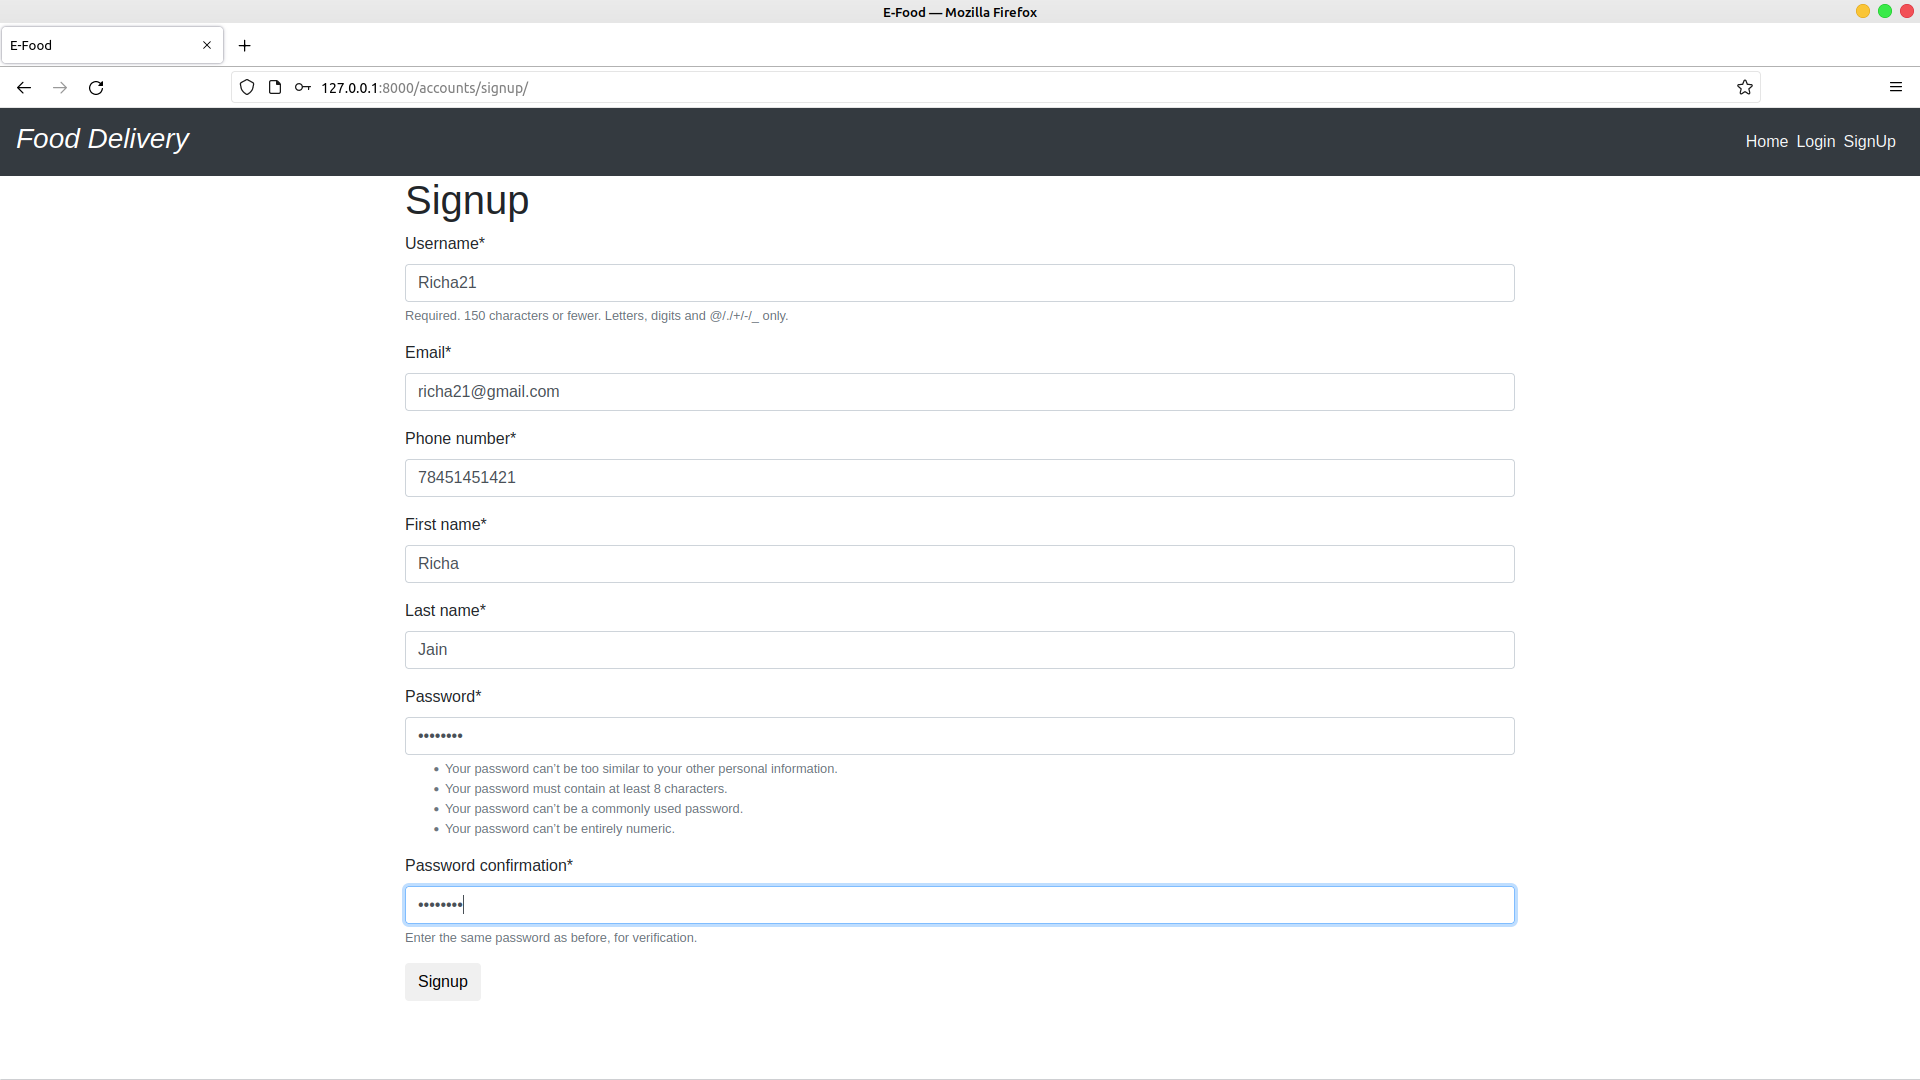 E-Food — Mozilla Firefox
E-Food
127.0.0.1:8000/accounts/signup/
Food Delivery
Home Login SignUp
Signup
Username*
Richa21
Required. 150 characters or fewer. Letters, digits and @/./+/-/_ only.
Email*
richa21@gmail.com
Phone number*
78451451421
First name*
Richa
Last name*
Jain
Password*
••••••••
• Your password can’t be too similar to your other personal information.
• Your password must contain at least 8 characters.
• Your password can’t be a commonly used password.
• Your password can’t be entirely numeric.
Password confirmation*
••••••••
Enter the same password as before, for verification.
Signup